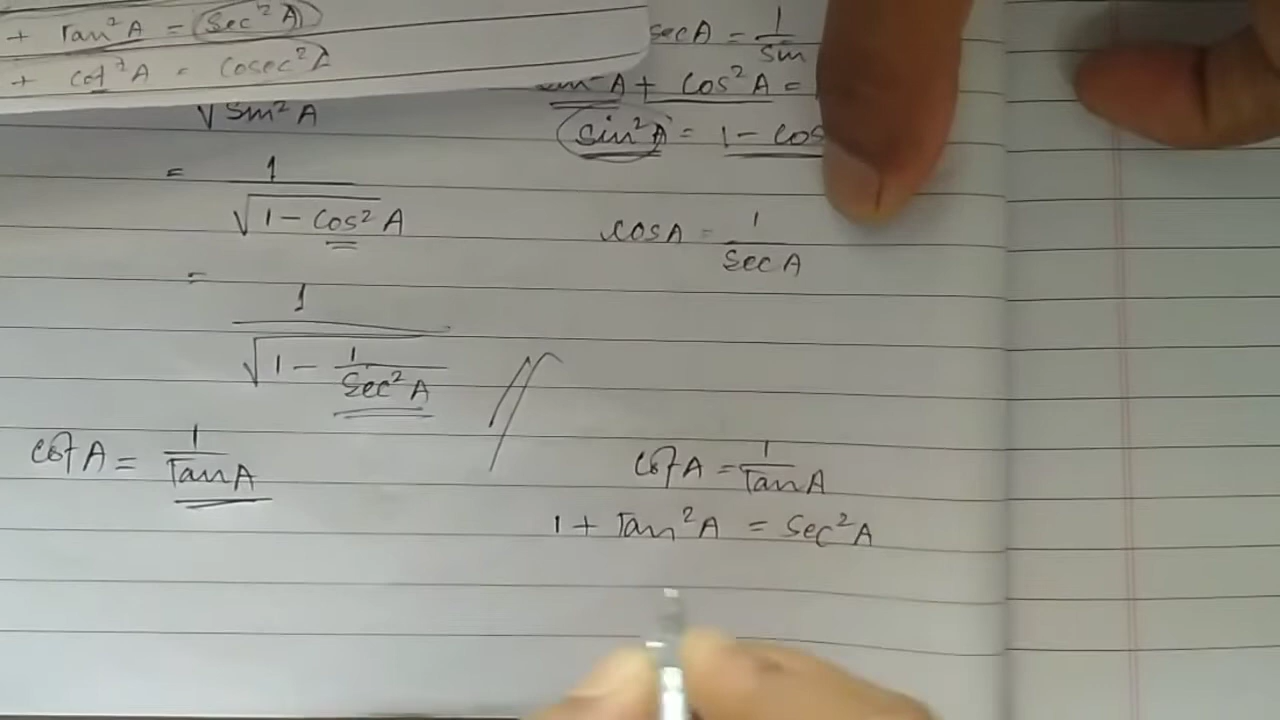 + Tan²A = Sec²A
+ cot²A = Cosec²A
√Sin²A
= 1
√1 - Cos²A
= 1
√1 - 1/Sec²A
cotA = 1/TanA
secA = 1/Sin
A + Cos²A =
sin²A = 1 - cos
cosA = 1/SecA
cotA = 1/TanA
1 + Tan²A = Sec²A